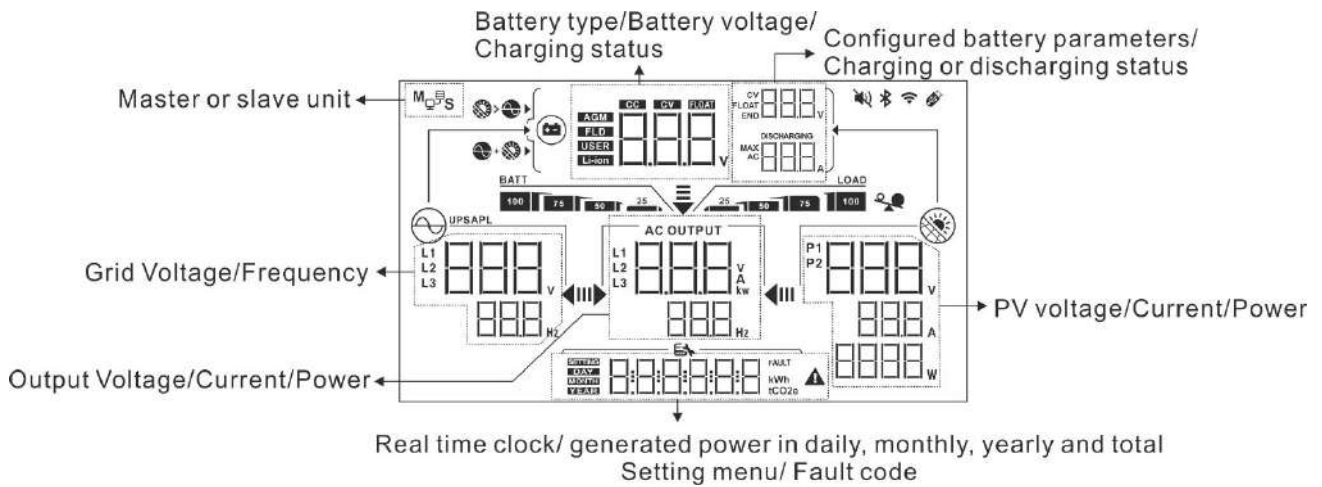 Battery type/Battery voltage/
Charging status
Configured battery parameters/
Charging or discharging status
Master or slave unit
M S
CC CV FLOAT
AGM
FLD
USER
Li-ion
V
CV
FLOAT
END
V
DISCHARGING
MAX
AC
A
BATT
LOAD
100 75 50 25
25 50 75 100
UPSAPL
L1
L2
L3
V
Hz
AC OUTPUT
L1
L2
L3
V
A
kw
Hz
P1
P2
V
A
W
Grid Voltage/Frequency
PV voltage/Current/Power
Output Voltage/Current/Power
SETTING
DAY
MONTH
YEAR
FAULT
kWh
tCO2e
Real time clock/ generated power in daily, monthly, yearly and total
Setting menu/ Fault code